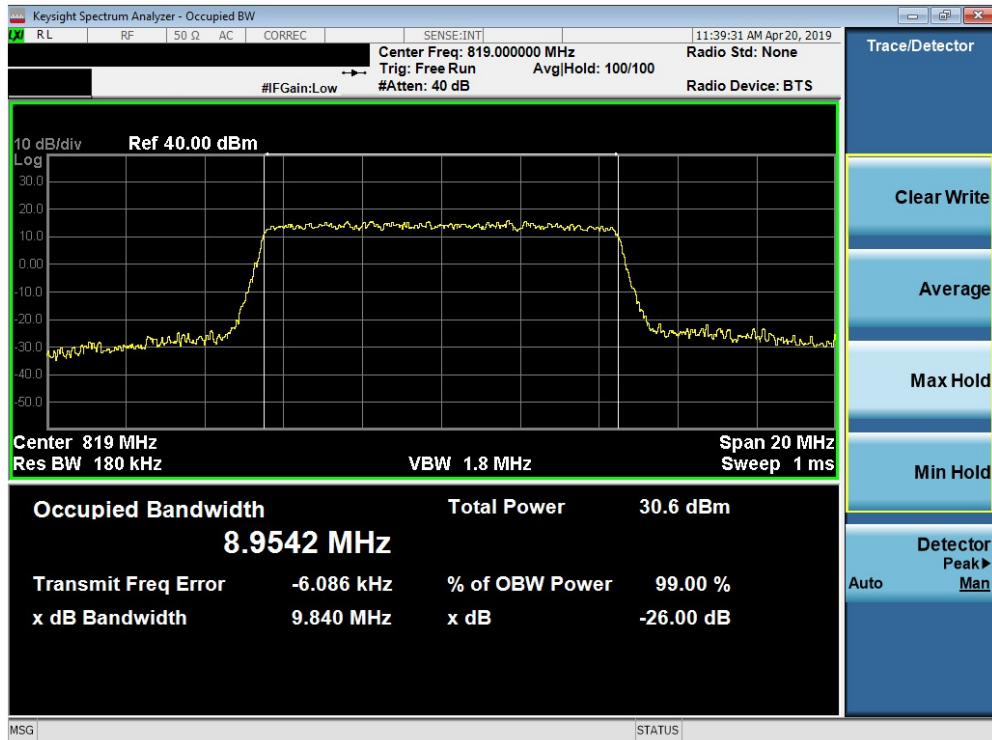 Keysight Spectrum Analyzer - Occupied BW
LXI RL RF 50 Ω AC CORREC SENSE:INT 11:39:31 AM Apr 20, 2019
Center Freq: 819.000000 MHz Radio Std: None
Trig: Free Run Avg|Hold: 100/100
#IFGain:Low #Atten: 40 dB Radio Device: BTS
Trace/Detector
10 dB/div Ref 40.00 dBm
Log
30.0
20.0
10.0
0.00
-10.0
-20.0
-30.0
-40.0
-50.0
Center 819 MHz Span 20 MHz
Res BW 180 kHz VBW 1.8 MHz Sweep 1 ms
Occupied Bandwidth Total Power 30.6 dBm
8.9542 MHz
Transmit Freq Error -6.086 kHz % of OBW Power 99.00 %
x dB Bandwidth 9.840 MHz x dB -26.00 dB
Clear Write
Average
Max Hold
Min Hold
Detector
Peak▶
Auto Man
MSG STATUS